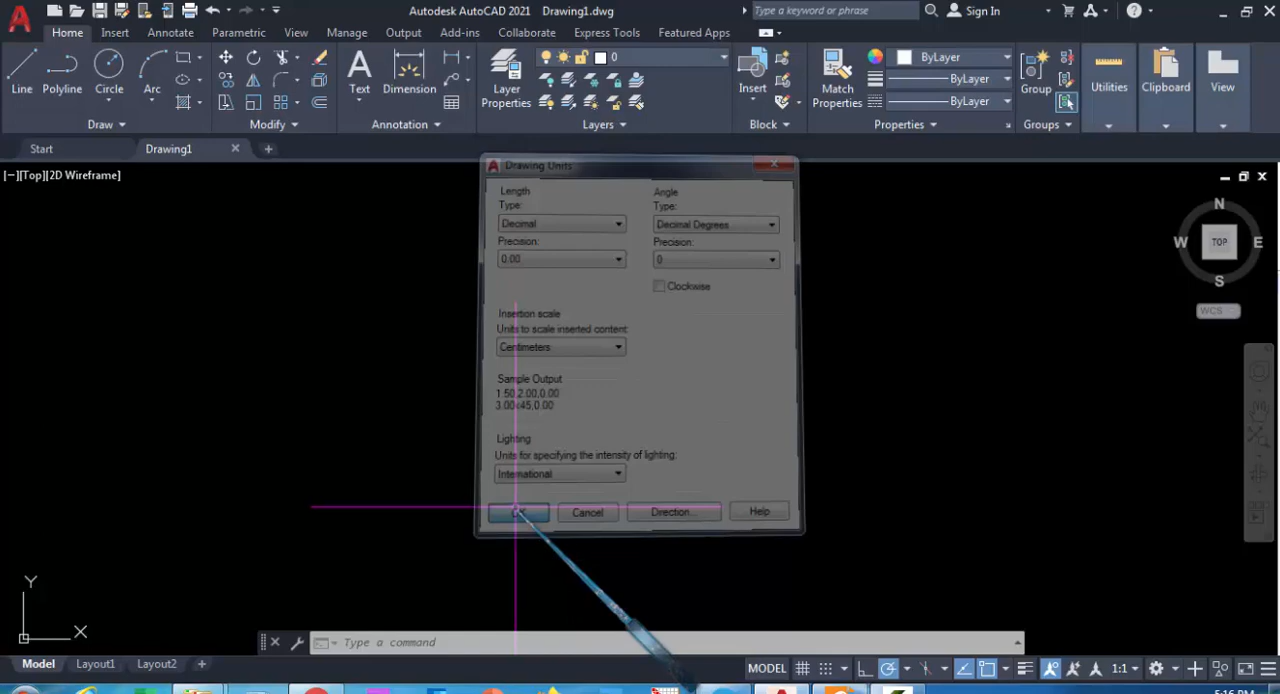 Autodesk AutoCAD 2021 Drawing1.dwg
Type a keyword or phrase
Sign In
Home Insert Annotate Parametric View Manage Output Add-ins Collaborate Express Tools Featured Apps
Line Polyline Circle Arc
Text Dimension
Layer Properties
0
Insert
Match Properties
ByLayer
ByLayer
ByLayer
Group
Utilities
Clipboard
View
Draw
Modify
Annotation
Layers
Block
Properties
Groups
Start
Drawing1
[−][Top][2D Wireframe]
Drawing Units
Length
Type:
Decimal
Precision:
0.00
Angle
Type:
Decimal Degrees
Precision:
0
Clockwise
Insertion scale
Units to scale inserted content:
Centimeters
Sample Output
1.50,2.00,0.00
3.00<45,0.00
Lighting
Units for specifying the intensity of lighting:
International
OK
Cancel
Direction...
Help
N
W TOP E
S
WCS
Y
X
Type a command
Model Layout1 Layout2
MODEL
1:1
5:16 PM